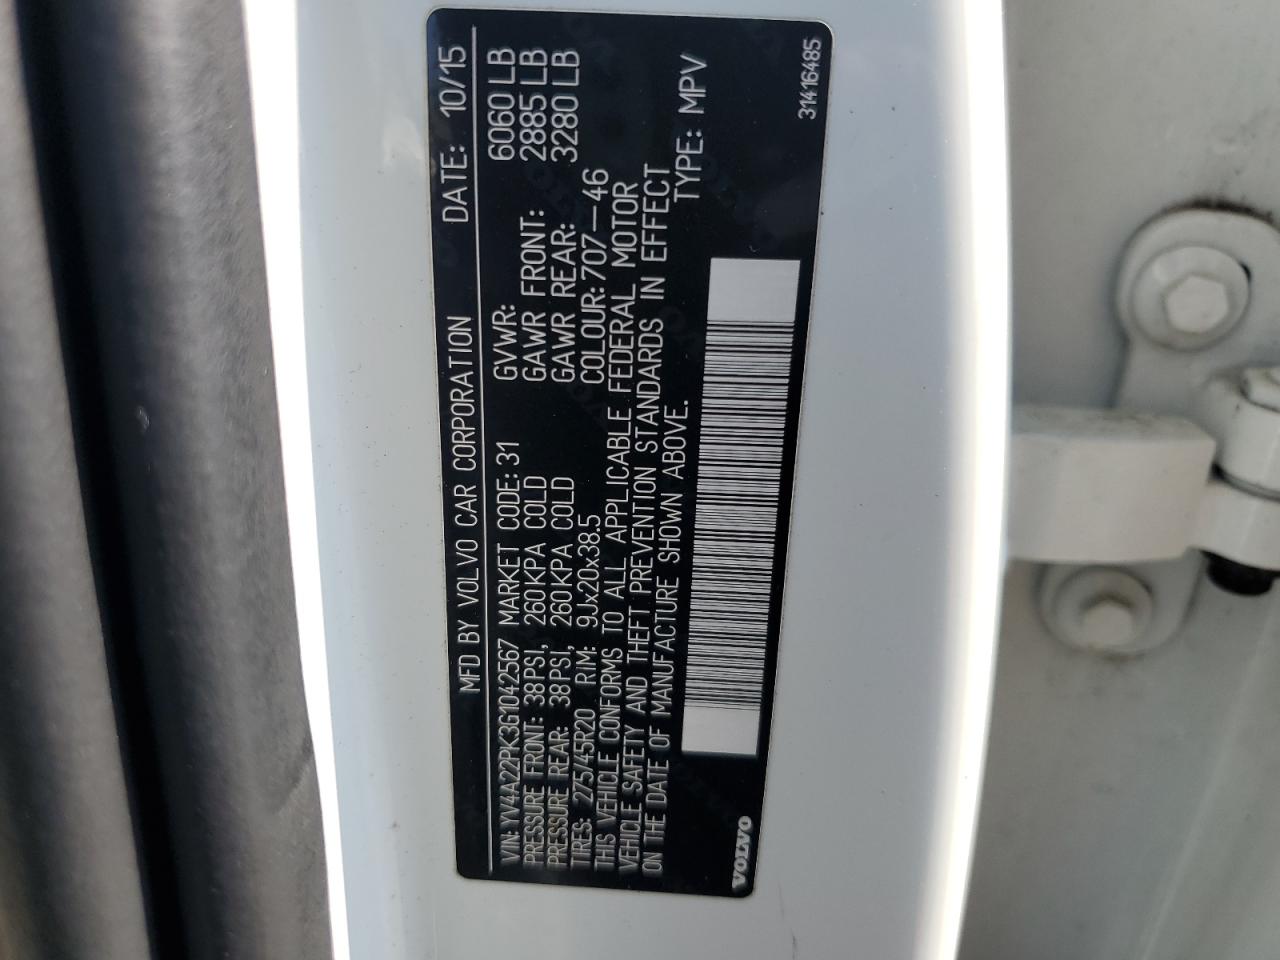 MFD BY VOLVO CAR CORPORATION DATE: 10/15
VIN: YV4A22PK3G1042567 MARKET CODE: 31 GVWR: 6060 LB
PRESSURE FRONT: 38PSI, 260KPA COLD GAWR FRONT: 2885 LB
PRESSURE REAR: 38PSI, 260KPA COLD GAWR REAR: 3280 LB
TIRES: 275/45R20 RIM: 9Jx20x38.5 COLOUR: 707-46
THIS VEHICLE CONFORMS TO ALL APPLICABLE FEDERAL MOTOR
VEHICLE SAFETY AND THEFT PREVENTION STANDARDS IN EFFECT
ON THE DATE OF MANUFACTURE SHOWN ABOVE. TYPE: MPV
VOLVO 31416485